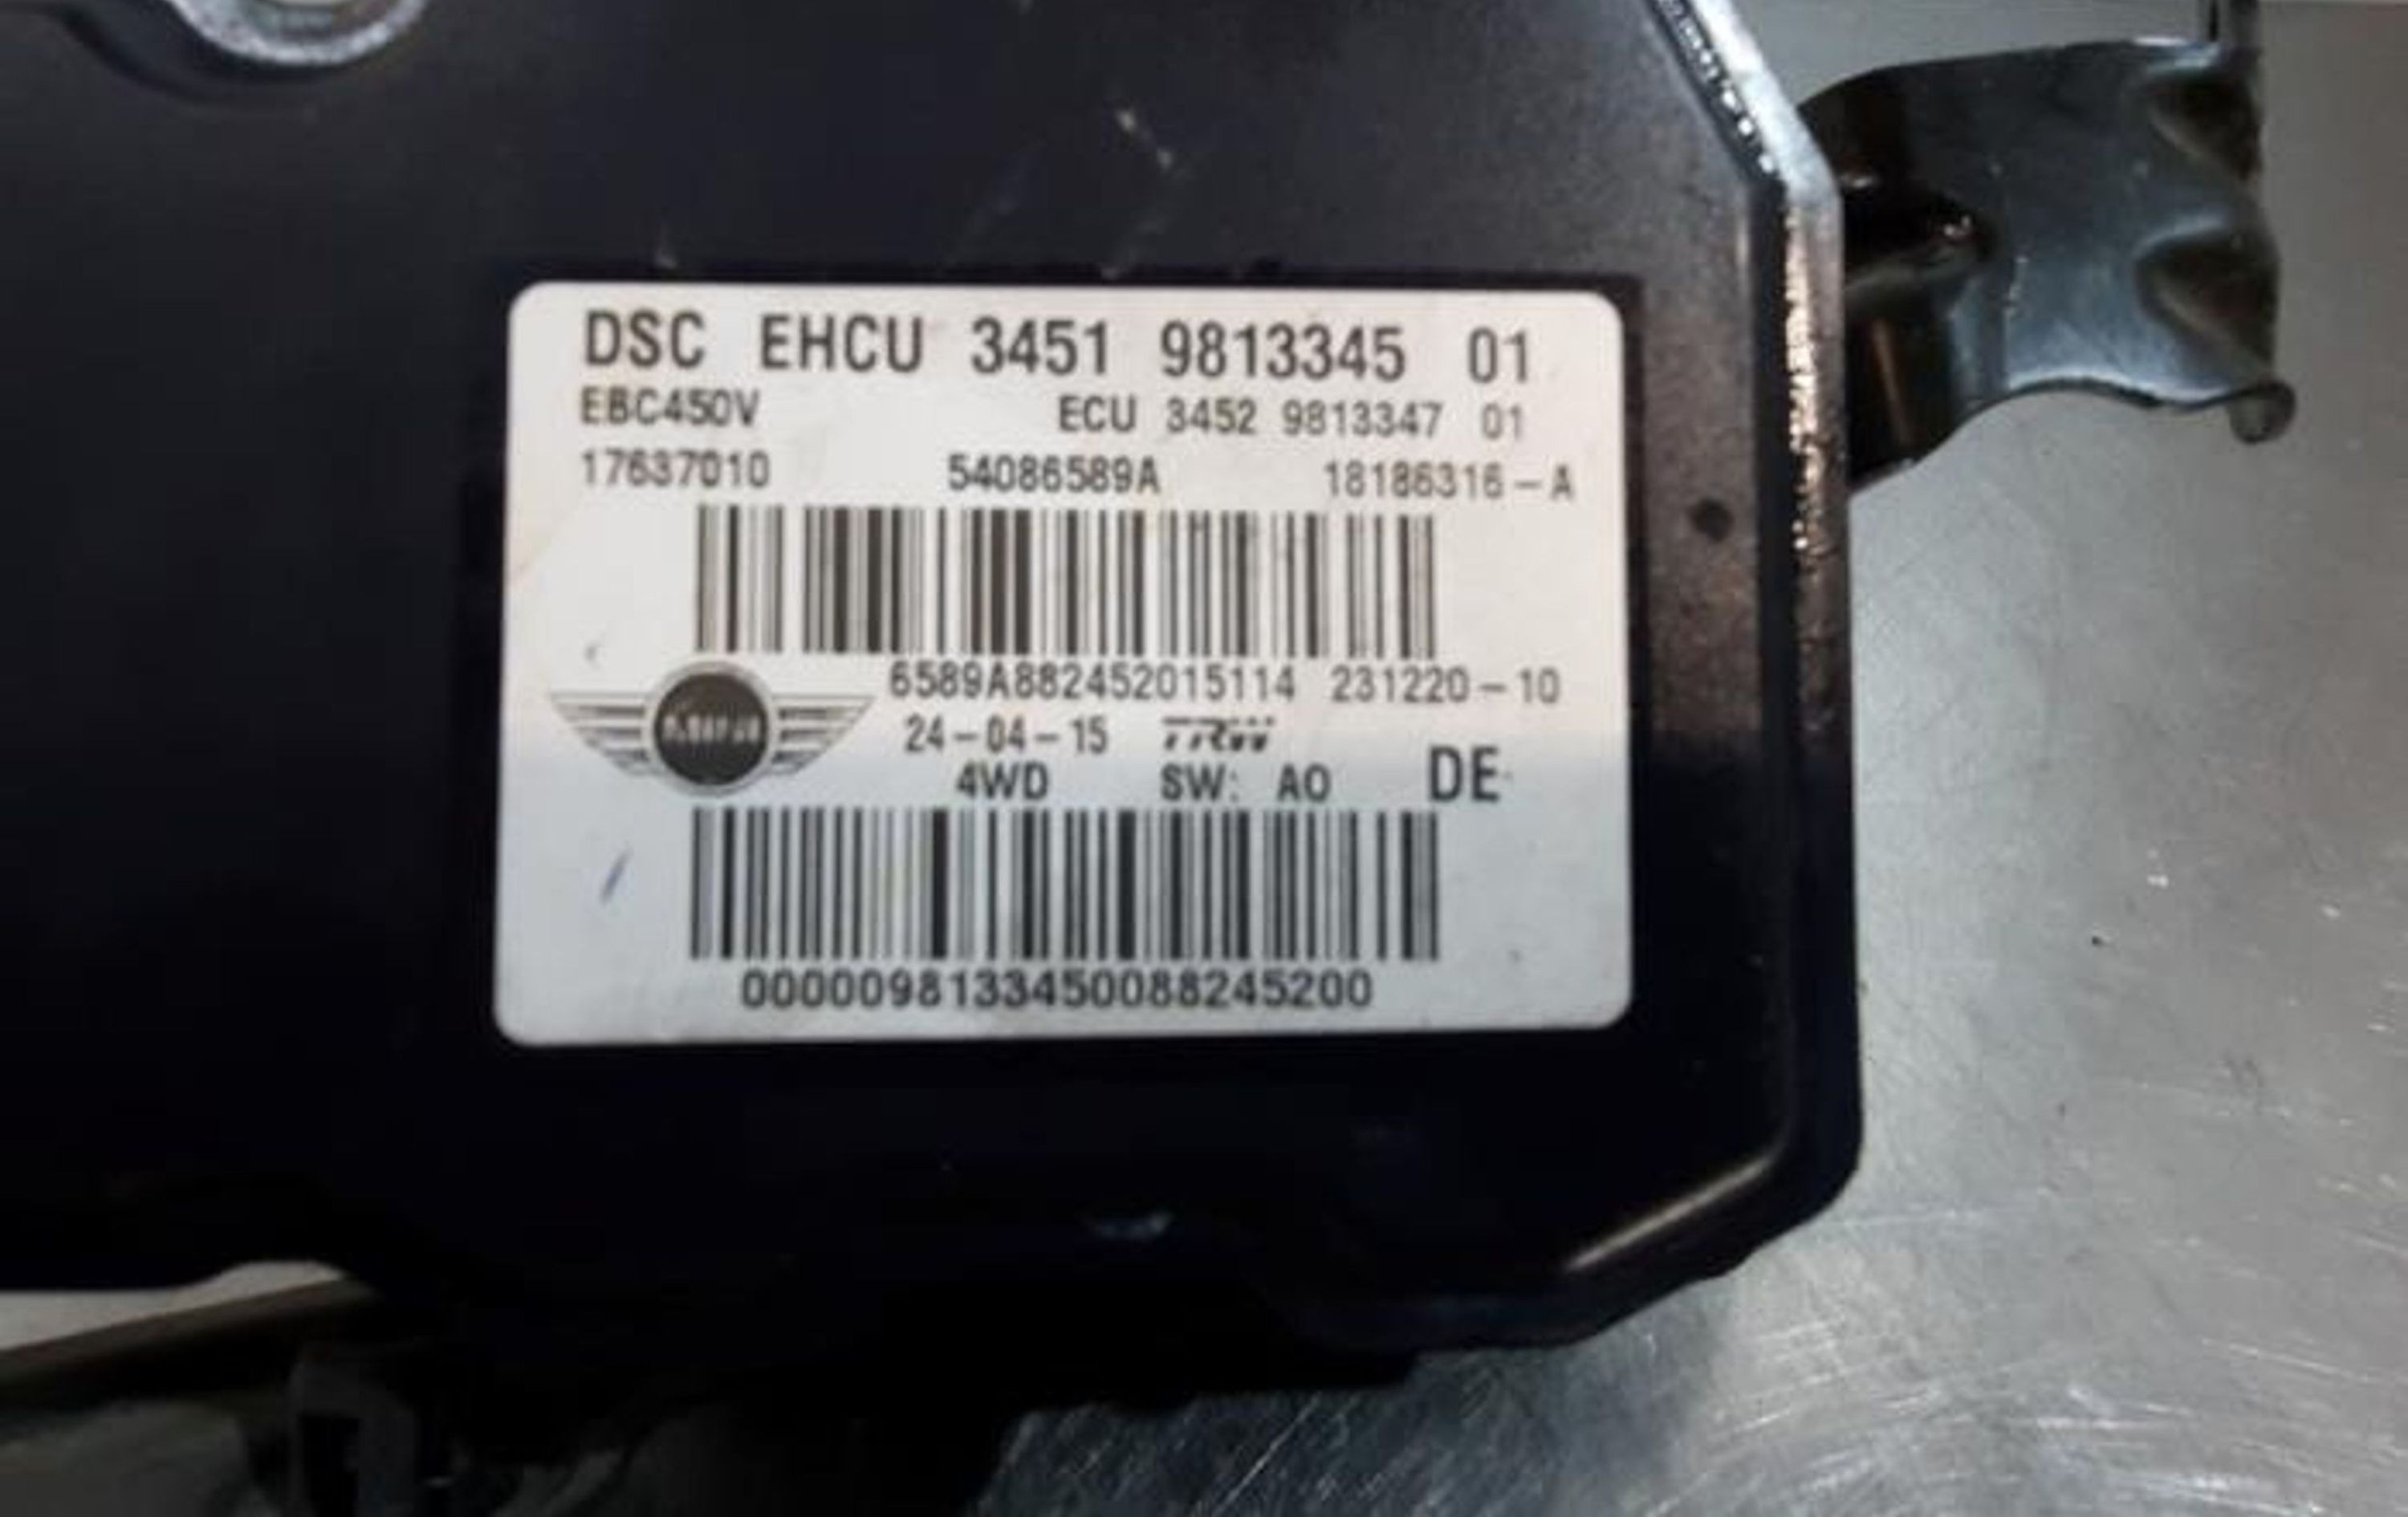 DSC EHCU 3451 9813345 01
EBC450V ECU 3452 9813347 01
17637010 54086589A 18186316-A
6589A882452015114 231220-10
24-04-15 TRW
4WD SW: A0 DE
0000098133450088245200